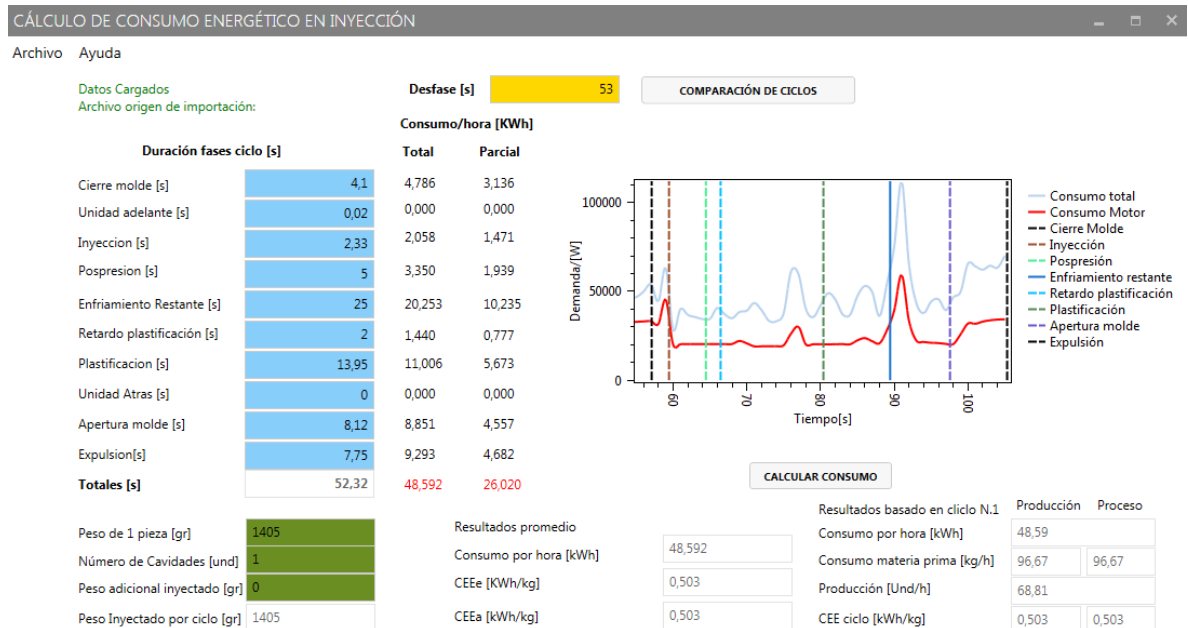 CÁLCULO DE CONSUMO ENERGÉTICO EN INYECCIÓN
Archivo Ayuda
Datos Cargados
Archivo origen de importación:
Desfase [s] 53 COMPARACIÓN DE CICLOS
Consumo/hora [KWh]
Duración fases ciclo [s] Total Parcial
Cierre molde [s] 4,1 4,786 3,136
Unidad adelante [s] 0,02 0,000 0,000
Inyeccion [s] 2,33 2,058 1,471
Pospresion [s] 5 3,350 1,939
Enfriamiento Restante [s] 25 20,253 10,235
Retardo plastificación [s] 2 1,440 0,777
Plastificacion [s] 13,95 11,006 5,673
Unidad Atras [s] 0 0,000 0,000
Apertura molde [s] 8,12 8,851 4,557
Expulsion[s] 7,75 9,293 4,682
Totales [s] 52,32 48,592 26,020
Demanda/[W]
100000
50000
0
60 70 80 90 100
Tiempo[s]
Consumo total
Consumo Motor
Cierre Molde
Inyección
Pospresión
Enfriamiento restante
Retardo plastificación
Plastificación
Apertura molde
Expulsión
CALCULAR CONSUMO
Peso de 1 pieza [gr] 1405
Número de Cavidades [und] 1
Peso adicional inyectado [gr] 0
Peso Inyectado por ciclo [gr] 1405
Resultados promedio
Consumo por hora [kWh] 48,592
CEEe [KWh/kg] 0,503
CEEa [kWh/kg] 0,503
Resultados basado en cliclo N.1 Producción Proceso
Consumo por hora [kWh] 48,59
Consumo materia prima [kg/h] 96,67 96,67
Producción [Und/h] 68,81
CEE ciclo [kWh/kg] 0,503 0,503